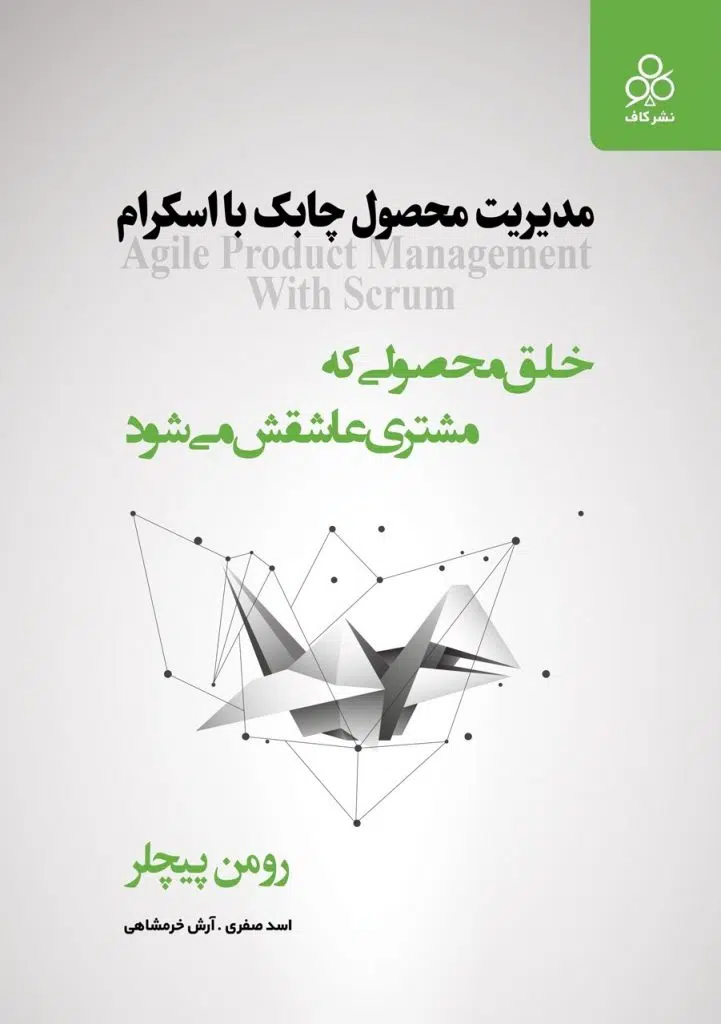 نشر کاف
مدیریت محصول چابک با اسکرام
Agile Product Management
With Scrum
خلق محصولی که
مشتری عاشقش می‌شود
رومن پیچلر
اسد صفری . آرش خرمشاهی